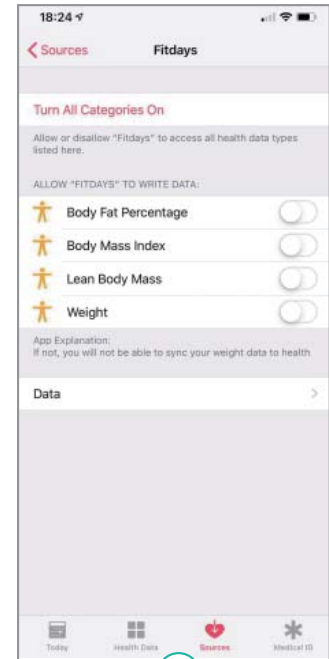 18:24
Sources
Fitdays
Turn All Categories On
Allow or disallow "Fitdays" to access all health data types
listed here.
ALLOW "FITDAYS" TO WRITE DATA:
Body Fat Percentage
Body Mass Index
Lean Body Mass
Weight
App Explanation:
If not, you will not be able to sync your weight data to health
Data
Today
Health Data
Sources
Medical ID